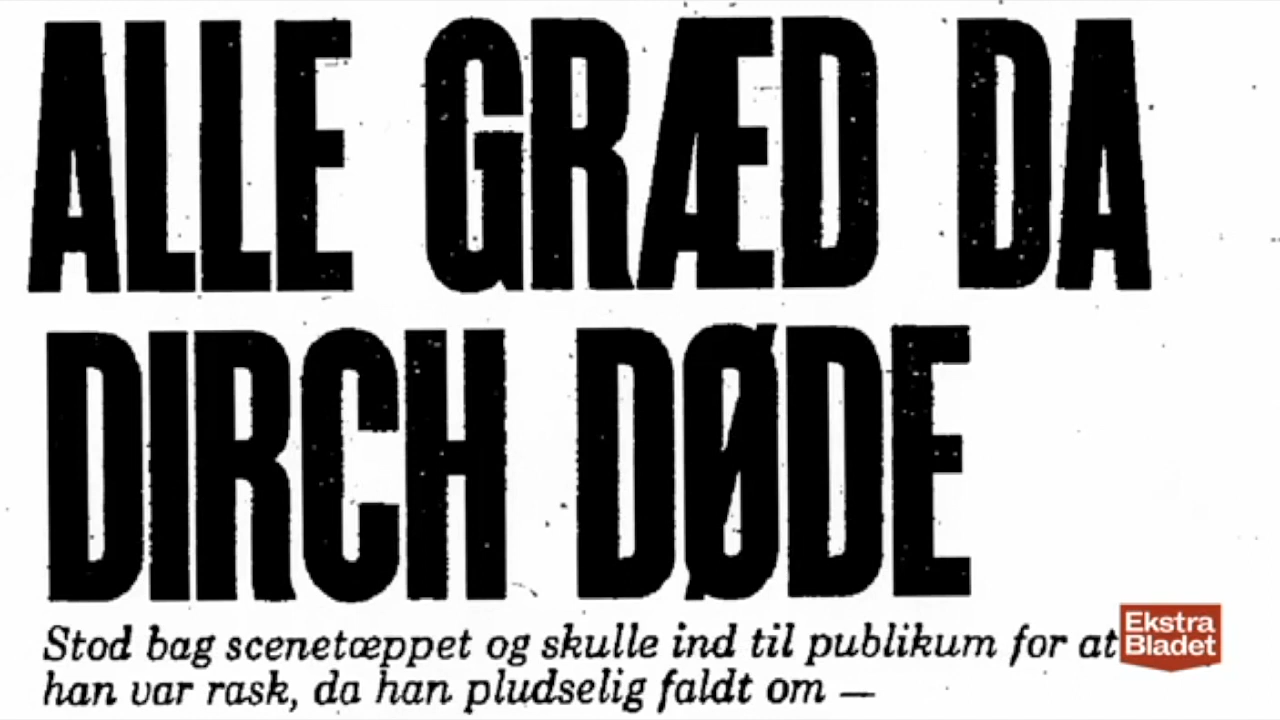 ALLE GRÆD DA
DIRCH DØDE
Stod bag scenetæppet og skulle ind til publikum for at
han var rask, da han pludselig faldt om —
Ekstra
Bladet